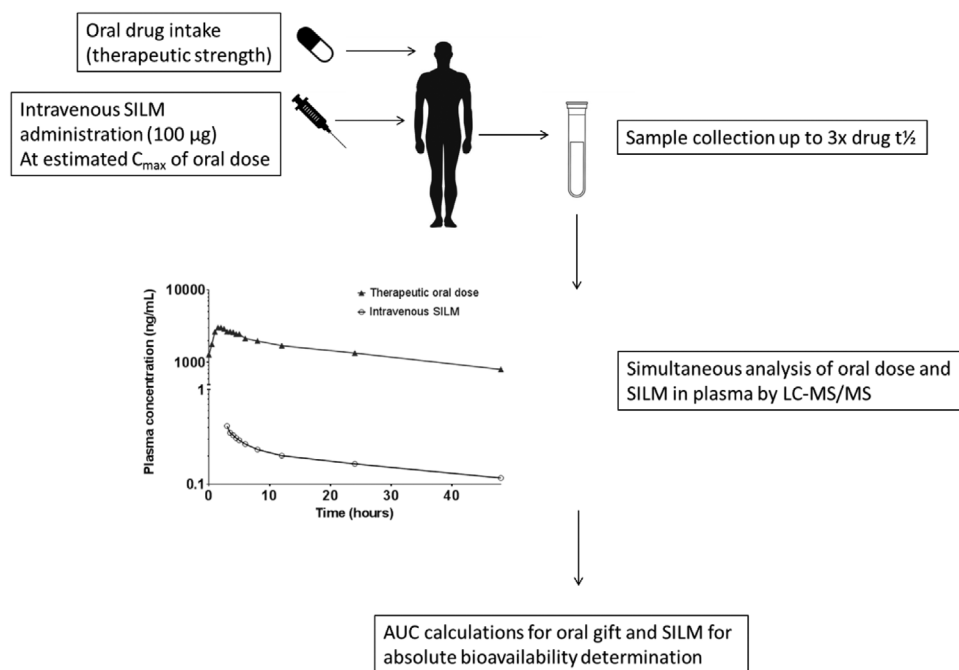 Oral drug intake
(therapeutic strength)
Intravenous SILM
administration (100 µg)
At estimated Cmax of oral dose
Sample collection up to 3x drug t½
10000
1000
1
0.1
Plasma concentration (ng/mL)
Therapeutic oral dose
Intravenous SILM
0 10 20 30 40
Time (hours)
Simultaneous analysis of oral dose and
SILM in plasma by LC-MS/MS
AUC calculations for oral gift and SILM for
absolute bioavailability determination